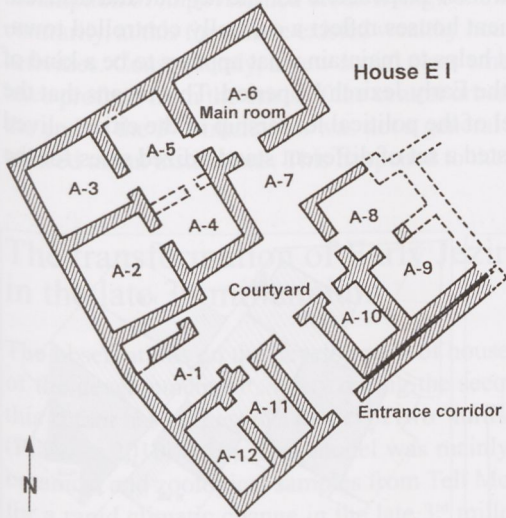 House E I
A-6
Main room
A-5
A-7
A-3
A-4
A-8
A-2
A-9
Courtyard
A-10
A-1
A-11
Entrance corridor
A-12
N